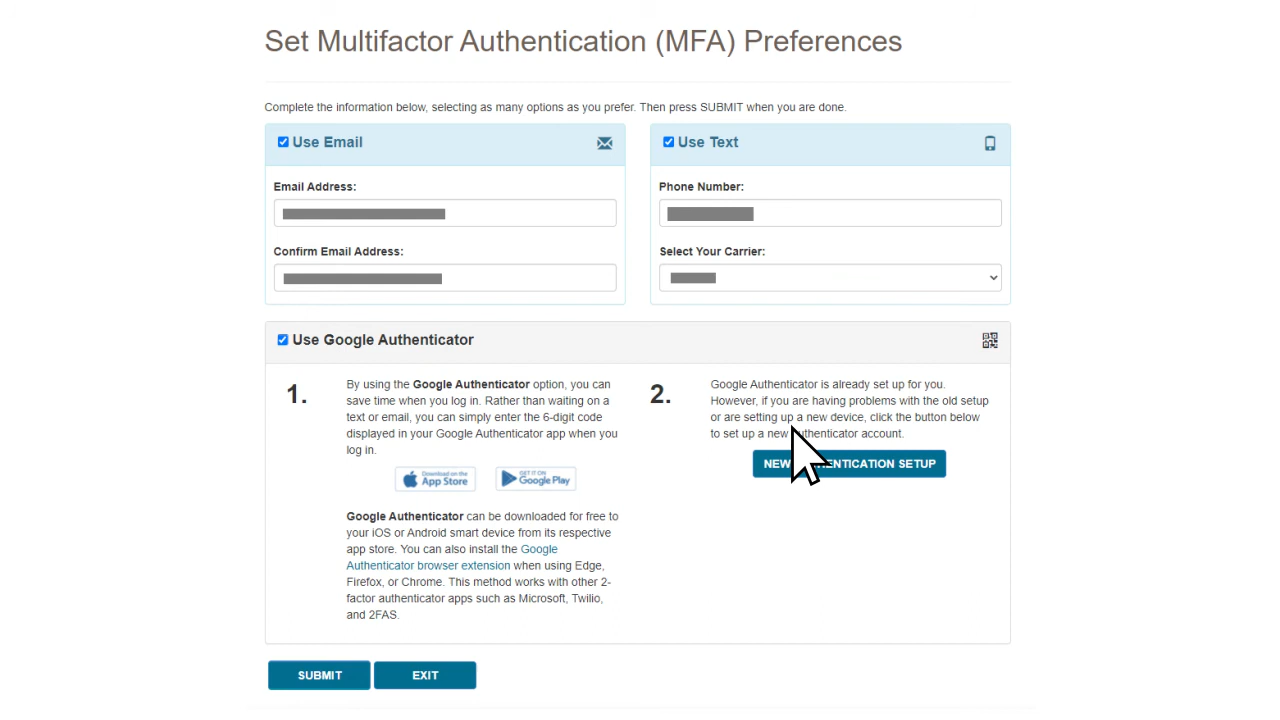 Set Multifactor Authentication (MFA) Preferences
Complete the information below, selecting as many options as you prefer. Then press SUBMIT when you are done.
Use Email
Email Address:
Confirm Email Address:
Use Text
Phone Number:
Select Your Carrier:
Use Google Authenticator
1.
By using the Google Authenticator option, you can
save time when you log in. Rather than waiting on a
text or email, you can simply enter the 6-digit code
displayed in your Google Authenticator app when you
log in.
Download on the
App Store
GET IT ON
Google Play
Google Authenticator can be downloaded for free to
your iOS or Android smart device from its respective
app store. You can also install the Google
Authenticator browser extension when using Edge,
Firefox, or Chrome. This method works with other 2-
factor authenticator apps such as Microsoft, Twilio,
and 2FAS.
2.
Google Authenticator is already set up for you.
However, if you are having problems with the old setup
or are setting up a new device, click the button below
to set up a new authenticator account.
NEW AUTHENTICATION SETUP
SUBMIT
EXIT